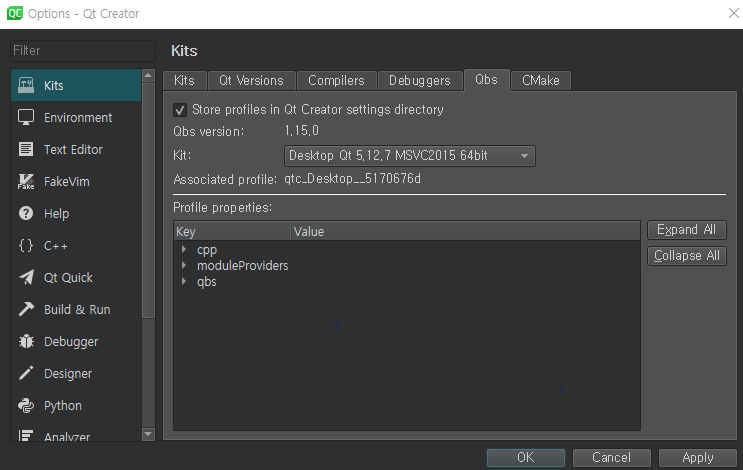 QC Options - Qt Creator
Filter
Kits
Environment
Text Editor
Fake FakeVim
Help
{} C++
Qt Quick
Build & Run
Debugger
Designer
Python
Analyzer
Kits
Kits Qt Versions Compilers Debuggers Qbs CMake
Store profiles in Qt Creator settings directory
Qbs version: 1,15,0
Kit: Desktop Qt 5,12,7 MSVC2015 64bit
Associated profile: qtc_Desktop__5170676d
Profile properties:
Key Value
cpp
moduleProviders
qbs
Expand All
Collapse All
OK Cancel Apply